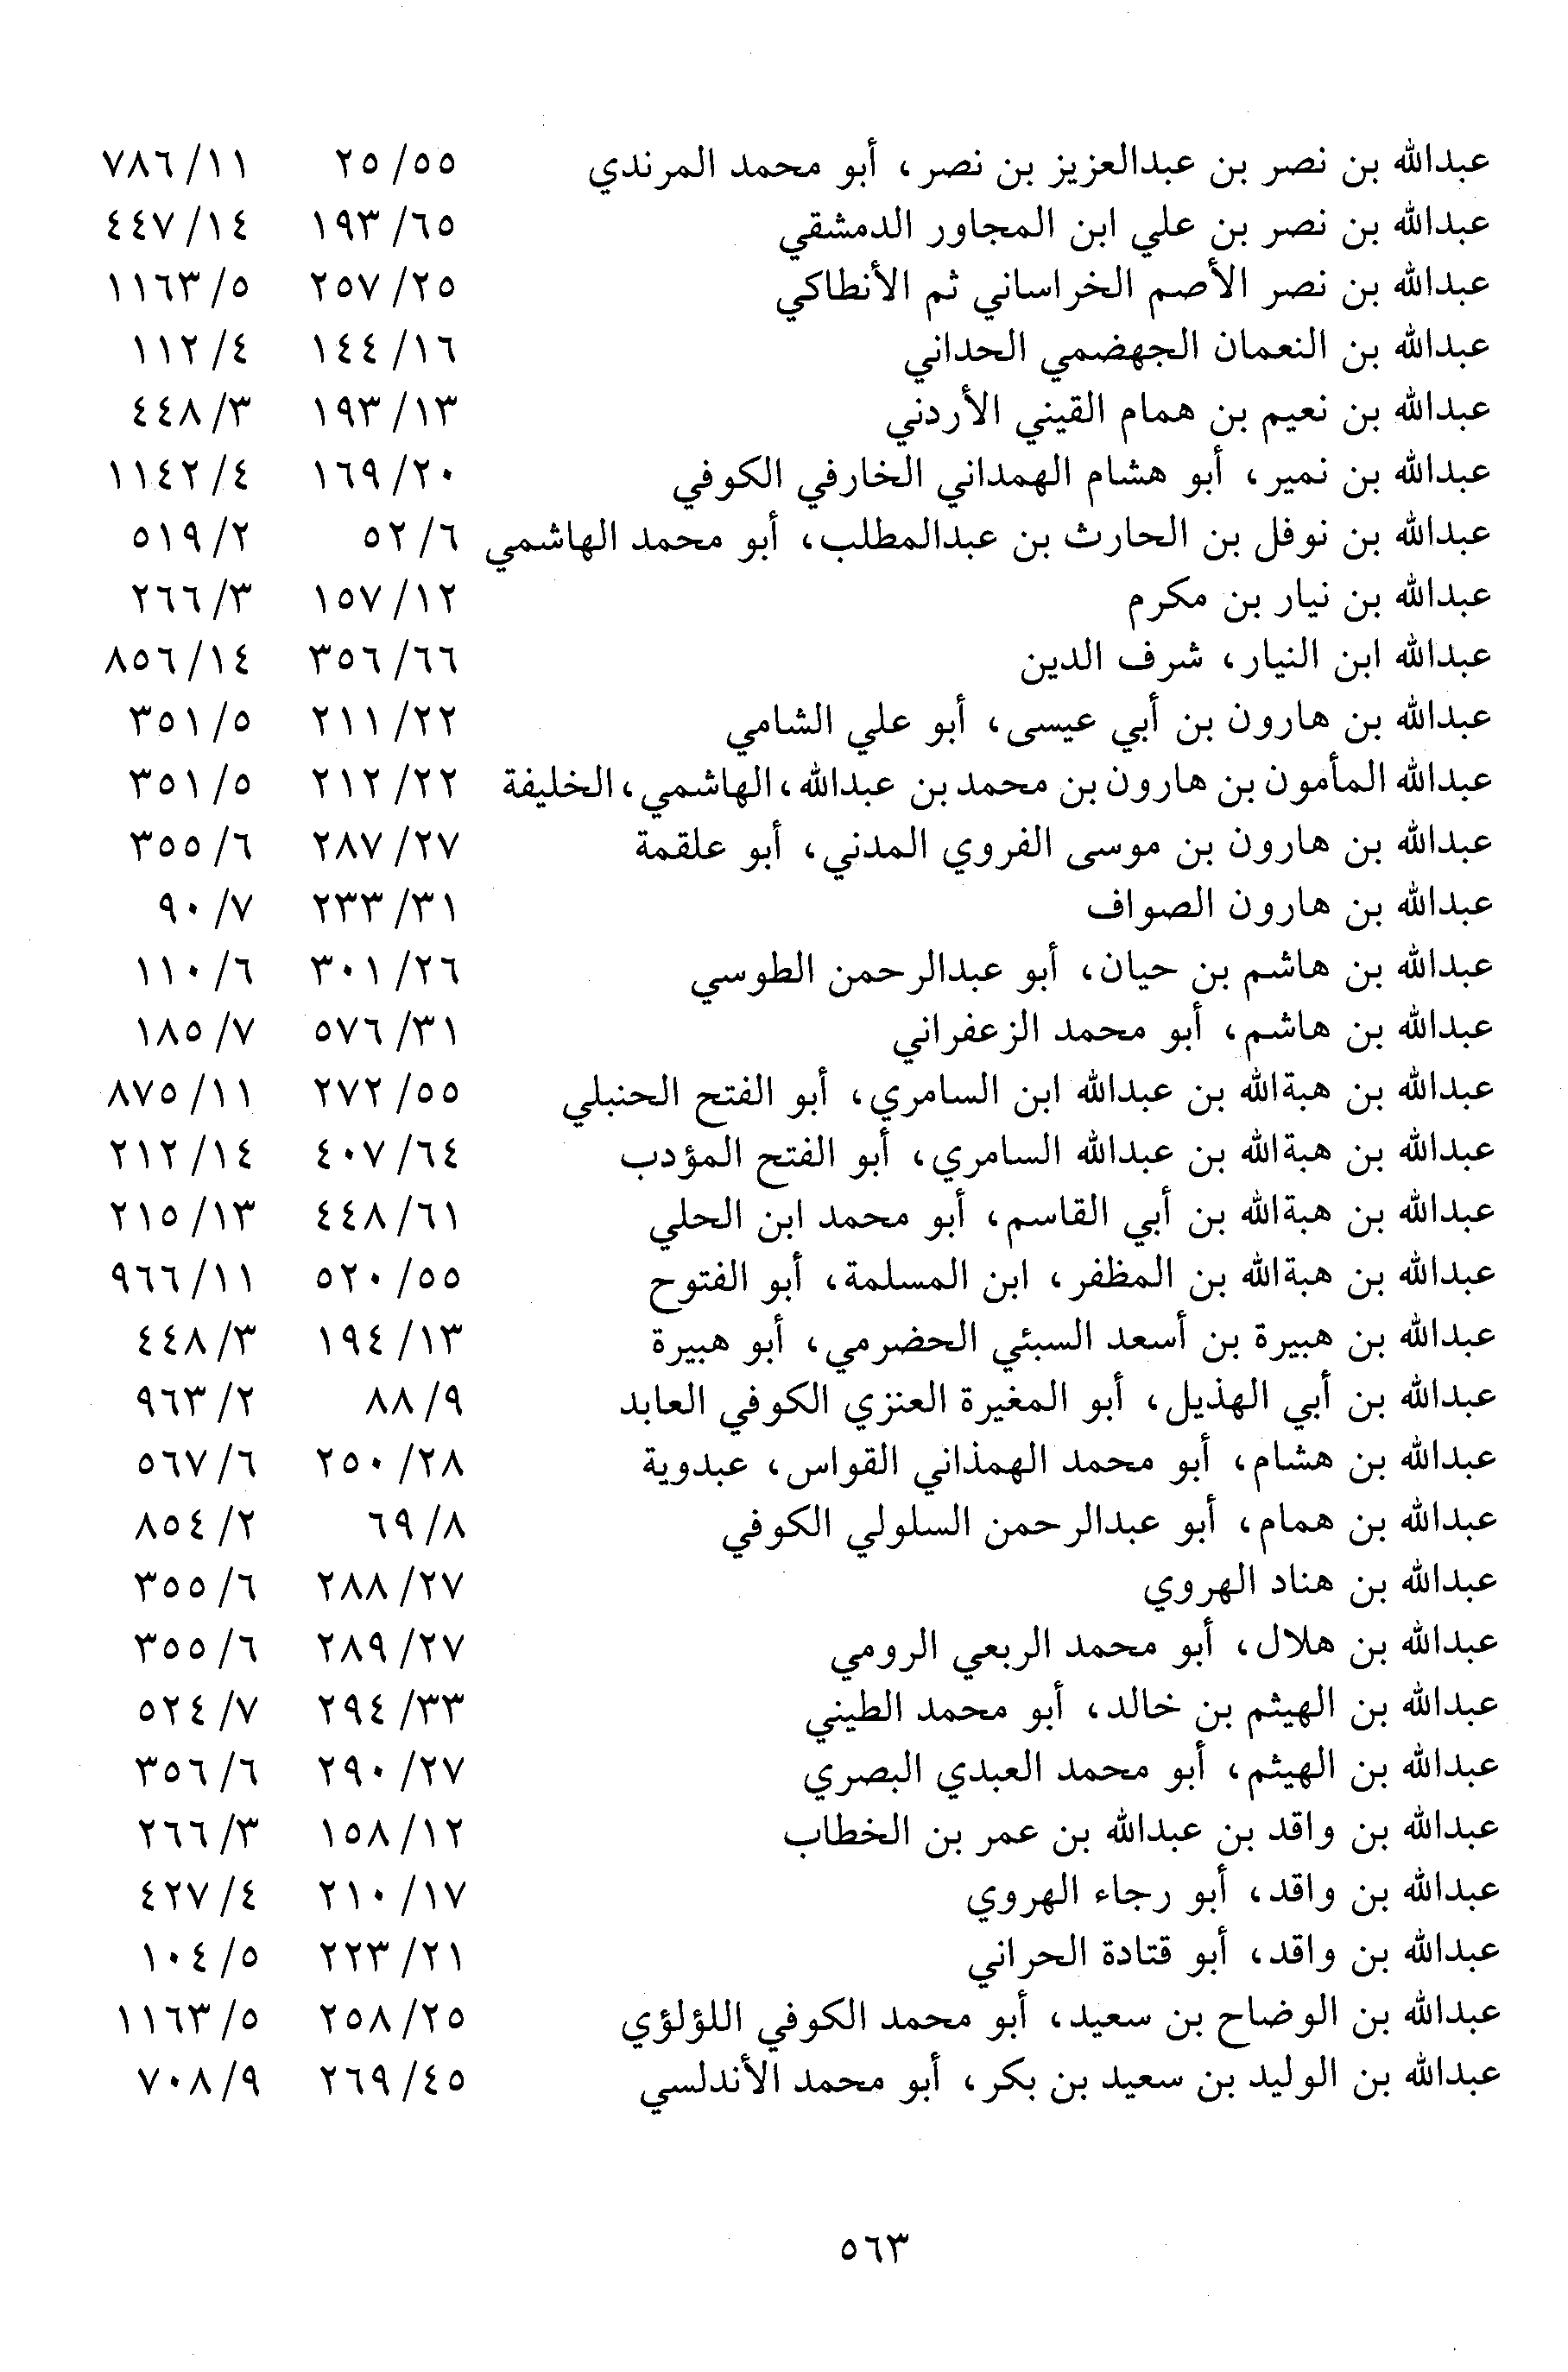 عبدالله بن نصر بن عبدالعزيز بن نصر، أبو محمد المرندي ٥٥/ ٢٥ ١١/ ٧٨٦
عبدالله بن نصر بن علي ابن المجاور الدمشقي ٦٥/ ١٩٣ ١٤/ ٤٤٧
عبدالله بن نصر الأصم الخراساني ثم الأنطاكي ٢٥/ ٢٥٧ ٥/ ١١٦٣
عبدالله بن النعمان الجهضمي الحداني ١٦/ ١٤٤ ٤/ ١١٢
عبدالله بن نعيم بن همام القيني الأردني ١٣/ ١٩٣ ٣/ ٤٤٨
عبدالله بن نمير، أبو هشام الهمداني الخارفي الكوفي ٢٠/ ١٦٩ ٤/ ١١٤٢
عبدالله بن نوفل بن الحارث بن عبدالمطلب، أبو محمد الهاشمي ٦/ ٥٢ ٢/ ٥١٩
عبدالله بن نيار بن مكرم ١٢/ ١٥٧ ٣/ ٢٦٦
عبدالله ابن النيار، شرف الدين ٦٦/ ٣٥٦ ١٤/ ٨٥٦
عبدالله بن هارون بن أبي عيسى، أبو علي الشامي ٢٢/ ٢١١ ٥/ ٣٥١
عبدالله المأمون بن هارون بن محمد بن عبدالله، الهاشمي، الخليفة ٢٢/ ٢١٢ ٥/ ٣٥١
عبدالله بن هارون بن موسى الفروي المدني، أبو علقمة ٢٧/ ٢٨٧ ٦/ ٣٥٥
عبدالله بن هارون الصواف ٣١/ ٢٣٣ ٧/ ٩٠
عبدالله بن هاشم بن حيان، أبو عبدالرحمن الطوسي ٢٦/ ٣٠١ ٦/ ١١٠
عبدالله بن هاشم، أبو محمد الزعفراني ٣١/ ٥٧٦ ٧/ ١٨٥
عبدالله بن هبةالله بن عبدالله ابن السامري، أبو الفتح الحنبلي ٥٥/ ٢٧٢ ١١/ ٨٧٥
عبدالله بن هبةالله بن عبدالله السامري، أبو الفتح المؤدب ٦٤/ ٤٠٧ ١٤/ ٢١٢
عبدالله بن هبةالله بن أبي القاسم، أبو محمد ابن الحلي ٦١/ ٤٤٨ ١٣/ ٢١٥
عبدالله بن هبةالله بن المظفر، ابن المسلمة، أبو الفتوح ٥٥/ ٥٢٠ ١١/ ٩٦٦
عبدالله بن هبيرة بن أسعد السبئي الحضرمي، أبو هبيرة ١٣/ ١٩٤ ٣/ ٤٤٨
عبدالله بن أبي الهذيل، أبو المغيرة العنزي الكوفي العابد ٩/ ٨٨ ٢/ ٩٦٣
عبدالله بن هشام، أبو محمد الهمذاني القواس، عبدوية ٢٨/ ٢٥٠ ٦/ ٥٦٧
عبدالله بن همام، أبو عبدالرحمن السلولي الكوفي ٨/ ٦٩ ٢/ ٨٥٤
عبدالله بن هناد الهروي ٢٧/ ٢٨٨ ٦/ ٣٥٥
عبدالله بن هلال، أبو محمد الربعي الرومي ٢٧/ ٢٨٩ ٦/ ٣٥٥
عبدالله بن الهيثم بن خالد، أبو محمد الطيني ٣٣/ ٢٩٤ ٧/ ٥٢٤
عبدالله بن الهيثم، أبو محمد العبدي البصري ٢٧/ ٢٩٠ ٦/ ٣٥٦
عبدالله بن واقد بن عبدالله بن عمر بن الخطاب ١٢/ ١٥٨ ٣/ ٢٦٦
عبدالله بن واقد، أبو رجاء الهروي ١٧/ ٢١٠ ٤/ ٤٢٧
عبدالله بن واقد، أبو قتادة الحراني ٢١/ ٢٢٣ ٥/ ١٠٤
عبدالله بن الوضاح بن سعيد، أبو محمد الكوفي اللؤلؤي ٢٥/ ٢٥٨ ٥/ ١١٦٣
عبدالله بن الوليد بن سعيد بن بكر، أبو محمد الأندلسي ٤٥/ ٢٦٩ ٩/ ٧٠٨
٥٦٣